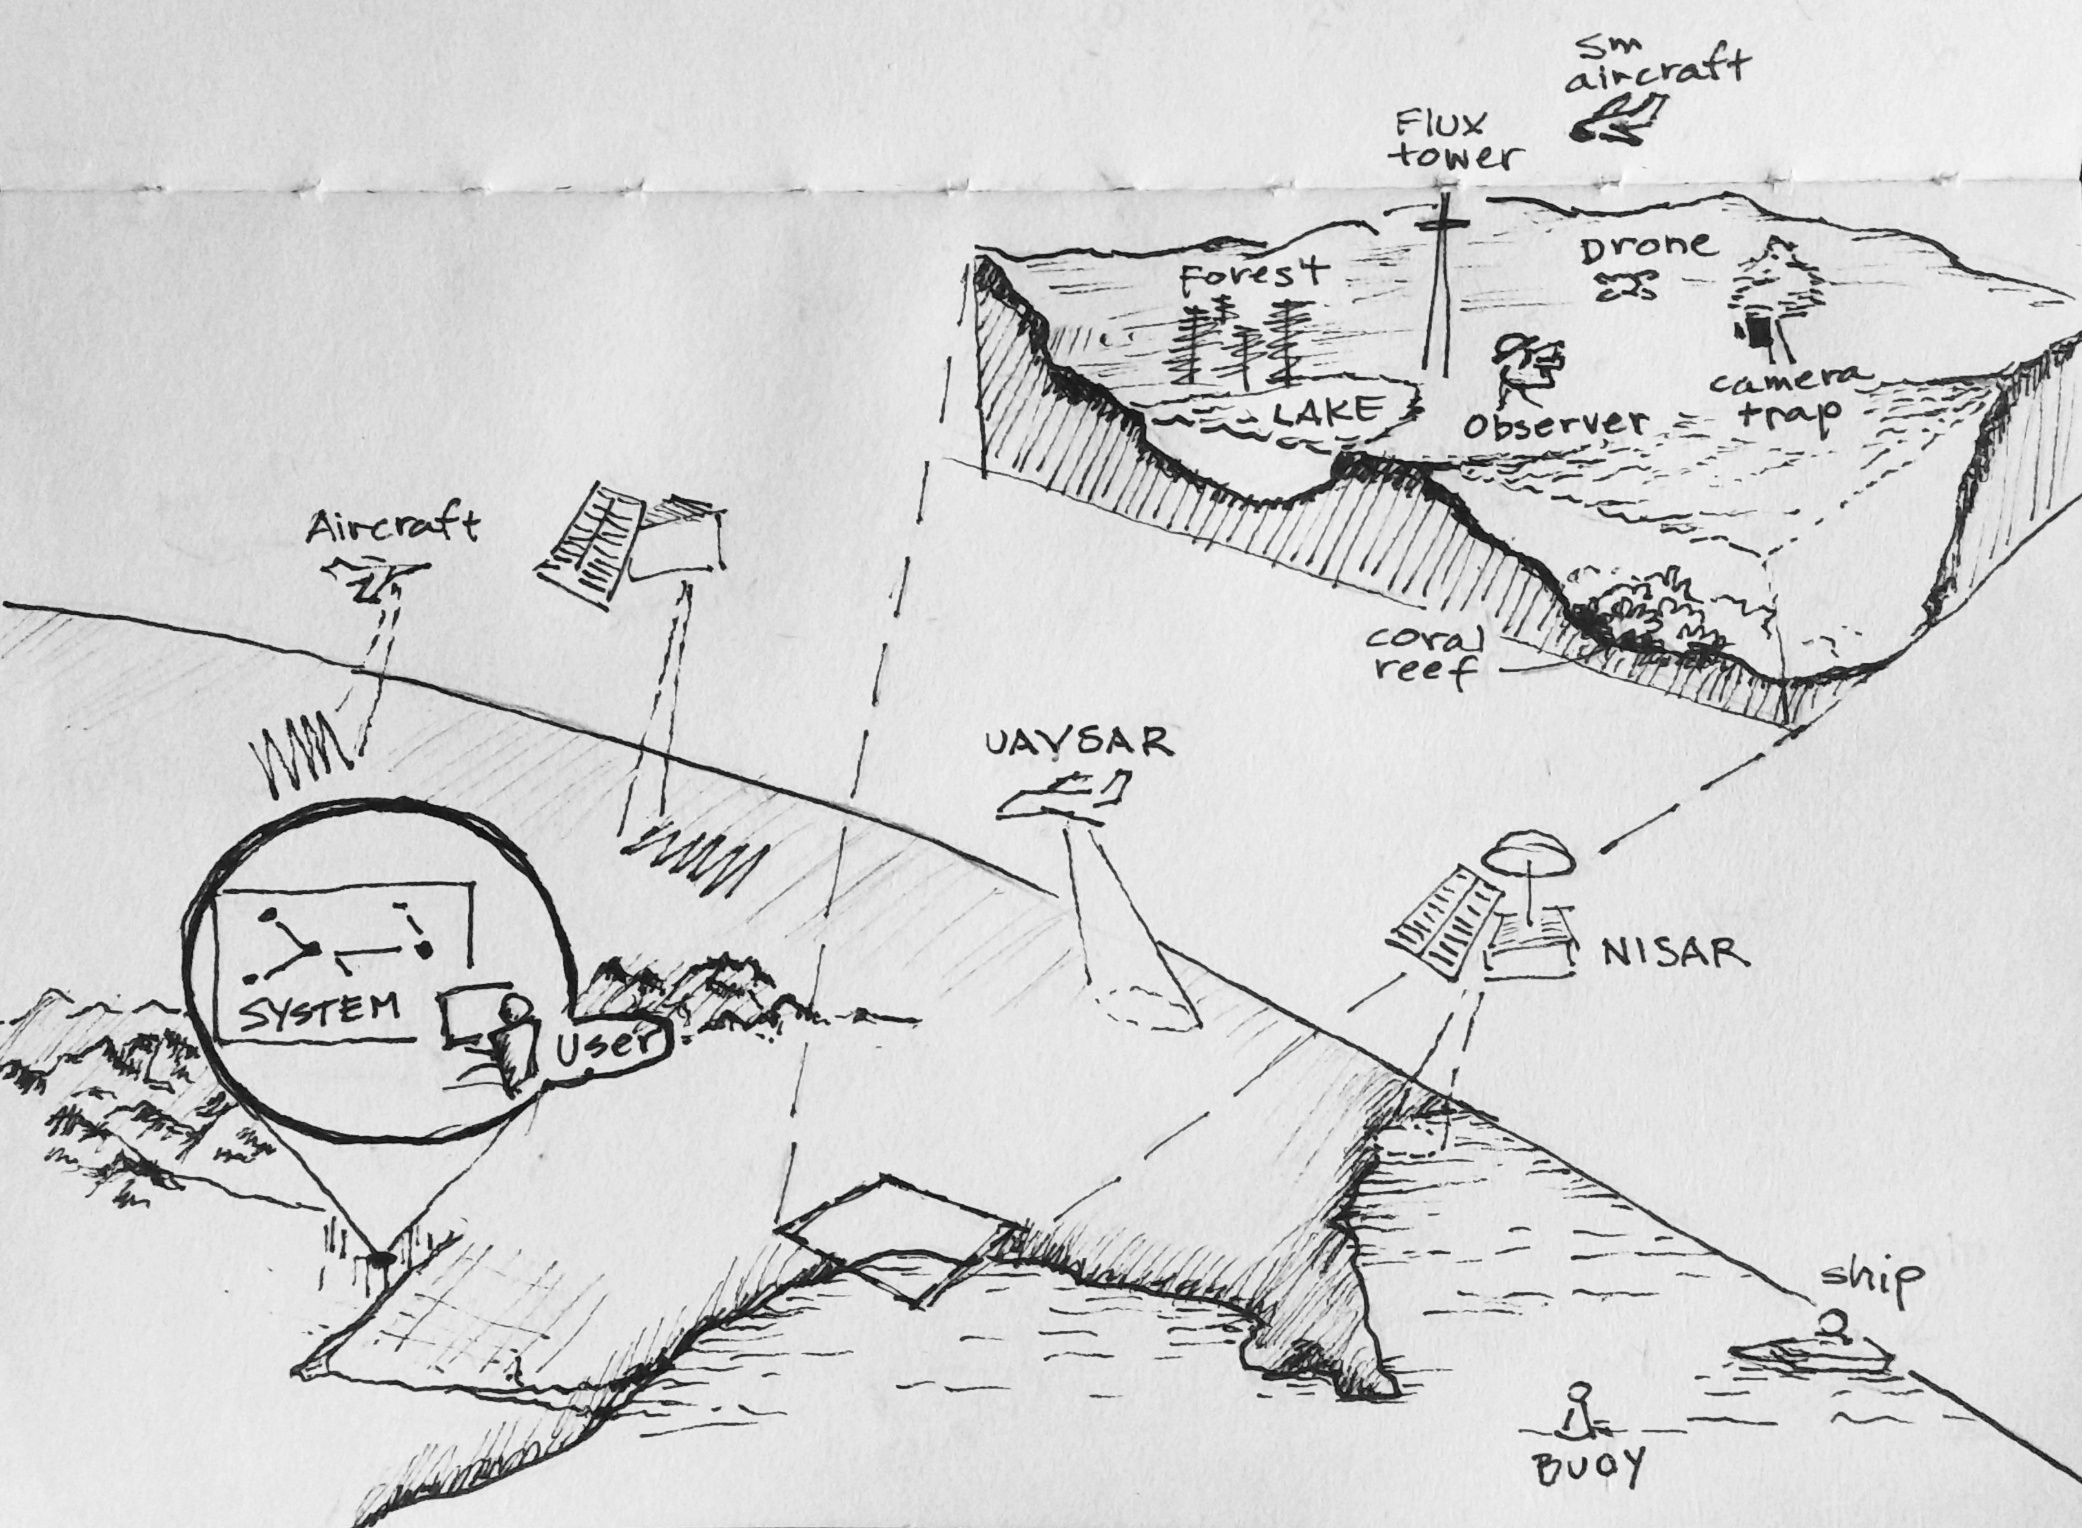 sm
aircraft
Flux
tower
Drone
Forest
camera
trap
LAKE
Observer
Aircraft
coral
reef
UAVSAR
NISAR
SYSTEM
User
ship
BUOY